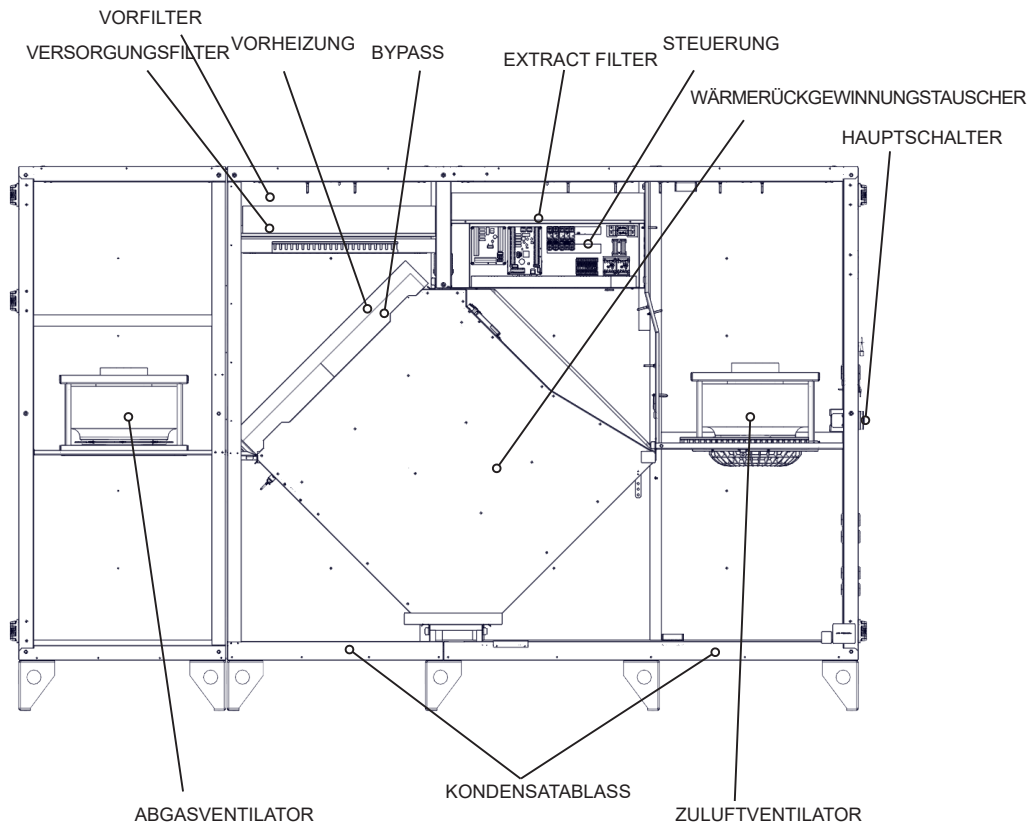 VORFILTER
VERSORGUNGSFILTER
VORHEIZUNG
BYPASS
EXTRACT FILTER
STEUERUNG
WÄRMERÜCKGEWINNUNGSTAUSCHER
HAUPTSCHALTER
KONDENSATABLASS
ABGASVENTILATOR
ZULUFTVENTILATOR